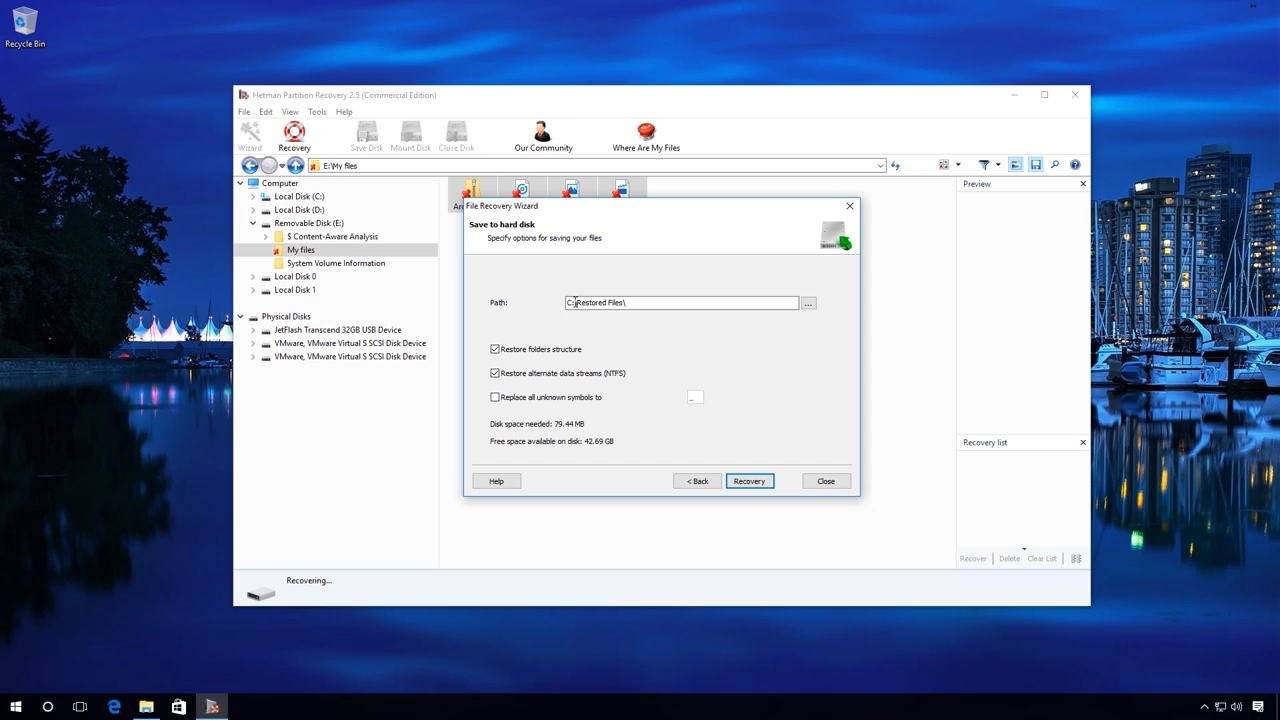 Recycle Bin
Hetman Partition Recovery 2.5 (Commercial Edition)
File Edit View Tools Help
Wizard Recovery Save Disk Mount Disk Close Disk Our Community Where Are My Files
E:\My files
Computer
Local Disk (C:)
Local Disk (D:)
Removable Disk (E:)
$ Content-Aware Analysis
My files
System Volume Information
Local Disk 0
Local Disk 1
Physical Disks
JetFlash Transcend 32GB USB Device
VMware, VMware Virtual S SCSI Disk Device
VMware, VMware Virtual S SCSI Disk Device
File Recovery Wizard
Save to hard disk
Specify options for saving your files
Path: C:\Restored Files\ ...
Restore folders structure
Restore alternate data streams (NTFS)
Replace all unknown symbols to _
Disk space needed: 79.44 MB
Free space available on disk: 42.69 GB
Help < Back Recovery Close
Preview
Recovery list
Recover Delete Clear List
Recovering...